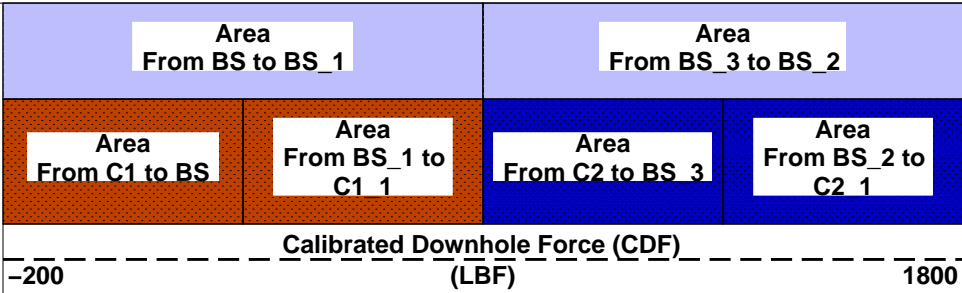 Area
From BS to BS_1
Area
From BS_3 to BS_2
Area
From C1 to BS
Area
From BS_1 to
C1_1
Area
From C2 to BS_3
Area
From BS_2 to
C2_1
Calibrated Downhole Force (CDF)
−200
(LBF)
1800